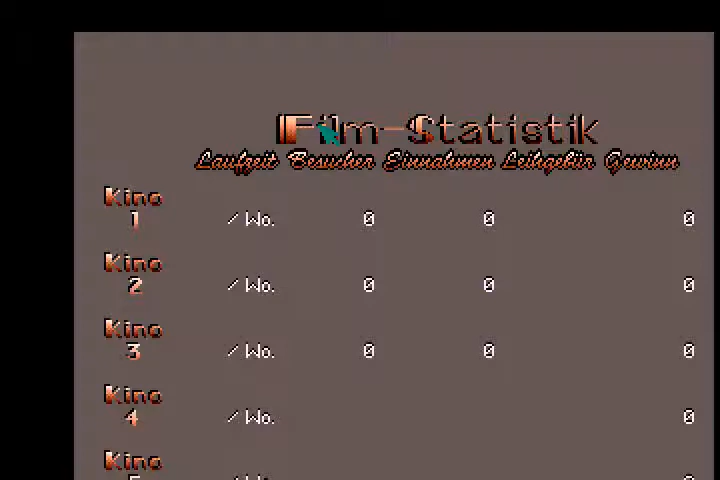 Film-Statistik
Laufzeit Besucher Einnahmen Leihgebür Gewinn
Kino
1 / Wo. 0 0 0
Kino
2 / Wo. 0 0 0
Kino
3 / Wo. 0 0 0
Kino
4 / Wo. 0
Kino